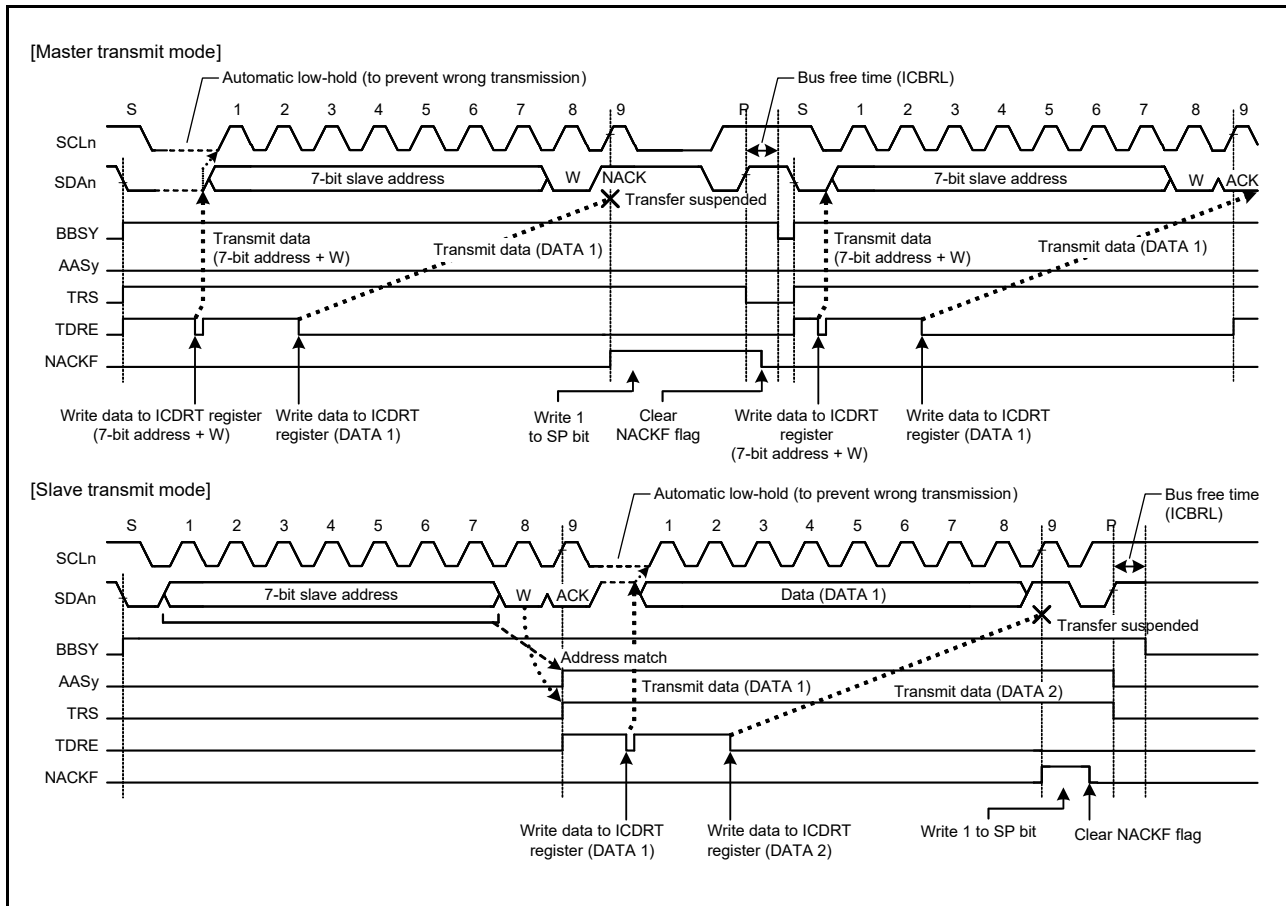 [Master transmit mode]
Automatic low-hold (to prevent wrong transmission)
Bus free time (ICBRL)
S 1 2 3 4 5 6 7 8 9 P S 1 2 3 4 5 6 7 8 9
SCLn
SDAn
7-bit slave address
W
NACK
7-bit slave address
W
ACK
Transfer suspended
BBSY
Transmit data
(7-bit address + W)
Transmit data (DATA 1)
Transmit data
(7-bit address + W)
Transmit data (DATA 1)
AASy
TRS
TDRE
NACKF
Write data to ICDRT register
(7-bit address + W)
Write data to ICDRT
register (DATA 1)
Write 1
to SP bit
Clear
NACKF flag
Write data to ICDRT
register
(7-bit address + W)
Write data to ICDRT
register (DATA 1)
[Slave transmit mode]
Automatic low-hold (to prevent wrong transmission)
Bus free time
(ICBRL)
S 1 2 3 4 5 6 7 8 9 1 2 3 4 5 6 7 8 9 P
SCLn
SDAn
7-bit slave address
W
ACK
Data (DATA 1)
Transfer suspended
BBSY
Address match
AASy
Transmit data (DATA 1)
Transmit data (DATA 2)
TRS
TDRE
NACKF
Write data to ICDRT
register (DATA 1)
Write data to ICDRT
register (DATA 2)
Write 1 to SP bit
Clear NACKF flag